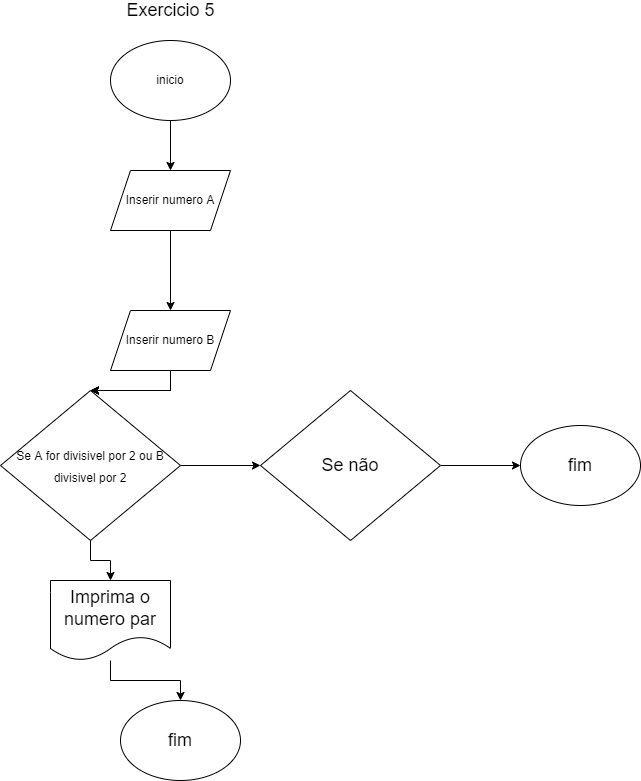 Exercicio 5
inicio
Inserir numero A
Inserir numero B
Se A for divisivel por 2 ou B
divisivel por 2
Se não
fim
Imprima o
numero par
fim